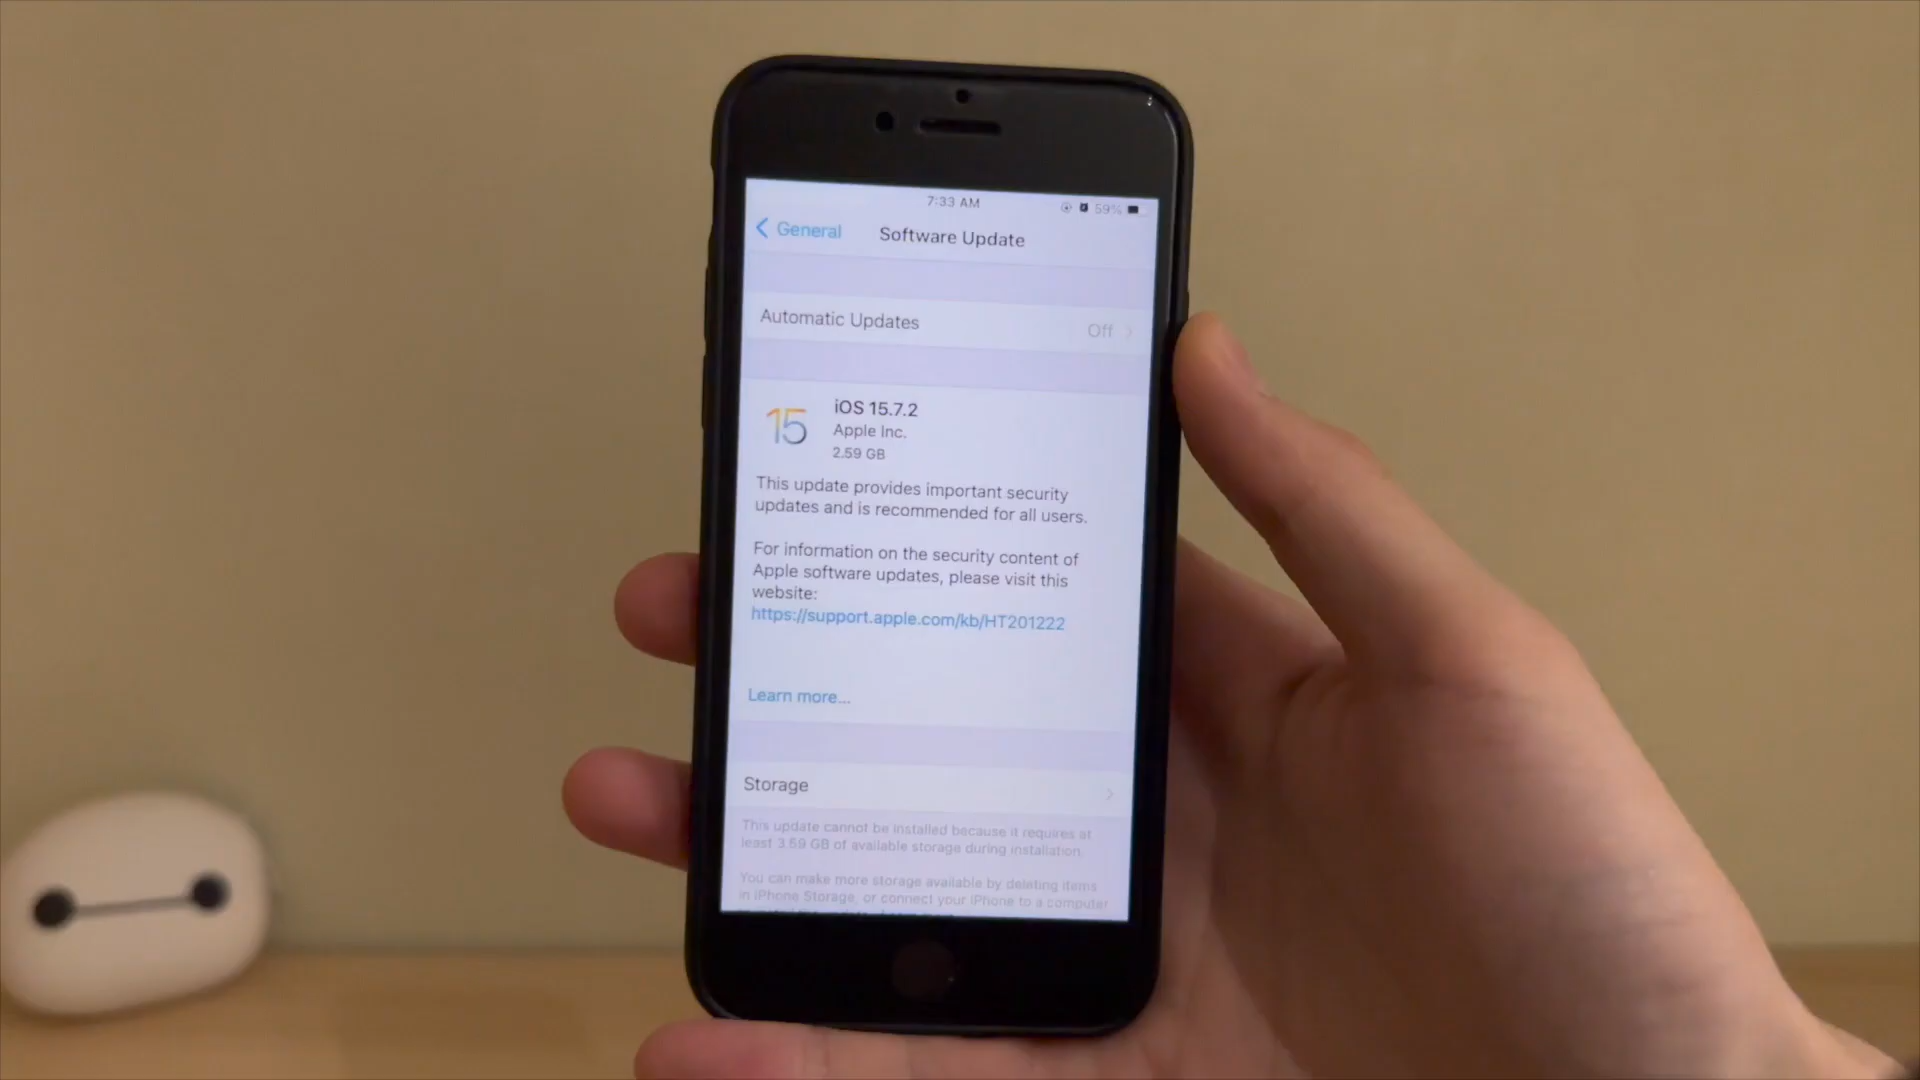 7:33 AM
59%
General
Software Update
Automatic Updates
Off
15
iOS 15.7.2
Apple Inc.
2.59 GB
This update provides important security
updates and is recommended for all users.
For information on the security content of
Apple software updates, please visit this
website:
https://support.apple.com/kb/HT201222
Learn more...
Storage
This update cannot be installed because it requires at
least 3.59 GB of available storage during installation.
You can make more storage available by deleting items
in iPhone Storage, or connect your iPhone to a computer